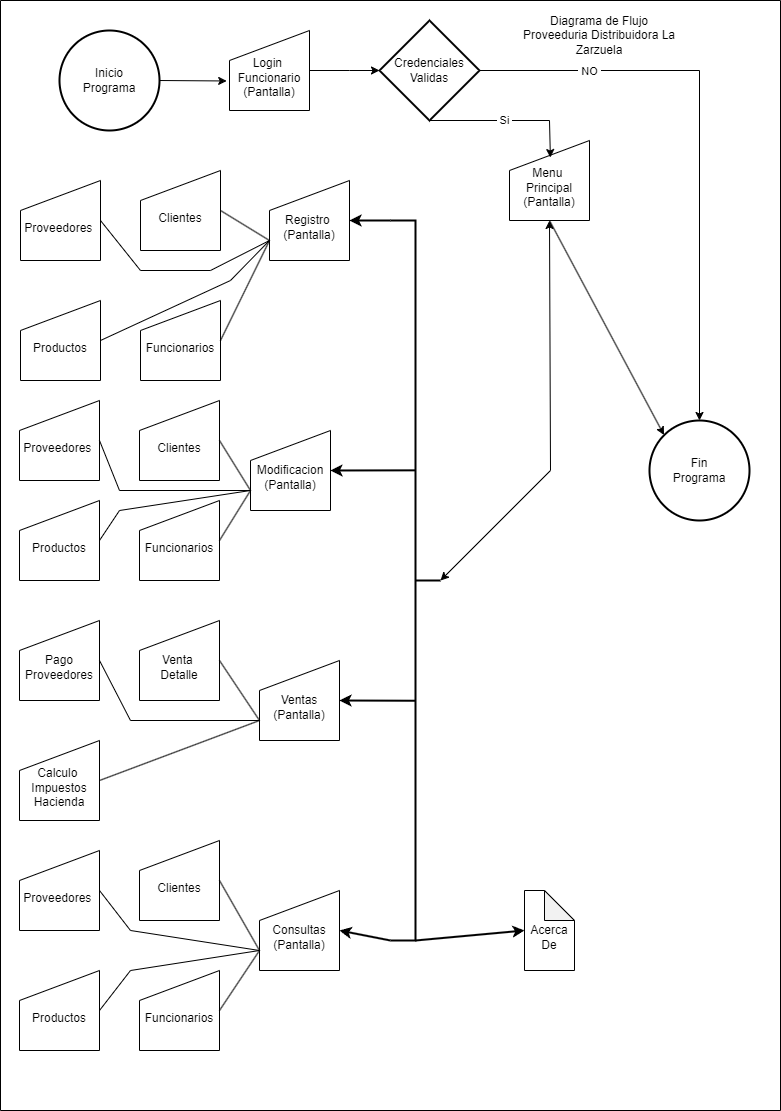 Diagrama de Flujo
Proveeduria Distribuidora La
Zarzuela
Inicio
Programa
Login
Funcionario
(Pantalla)
Credenciales
Validas
NO
Si
Menu
Principal
(Pantalla)
Proveedores
Clientes
Registro
(Pantalla)
Productos
Funcionarios
Proveedores
Clientes
Modificacion
(Pantalla)
Fin
Programa
Productos
Funcionarios
Pago
Proveedores
Venta
Detalle
Ventas
(Pantalla)
Calculo
Impuestos
Hacienda
Proveedores
Clientes
Consultas
(Pantalla)
Acerca
De
Productos
Funcionarios